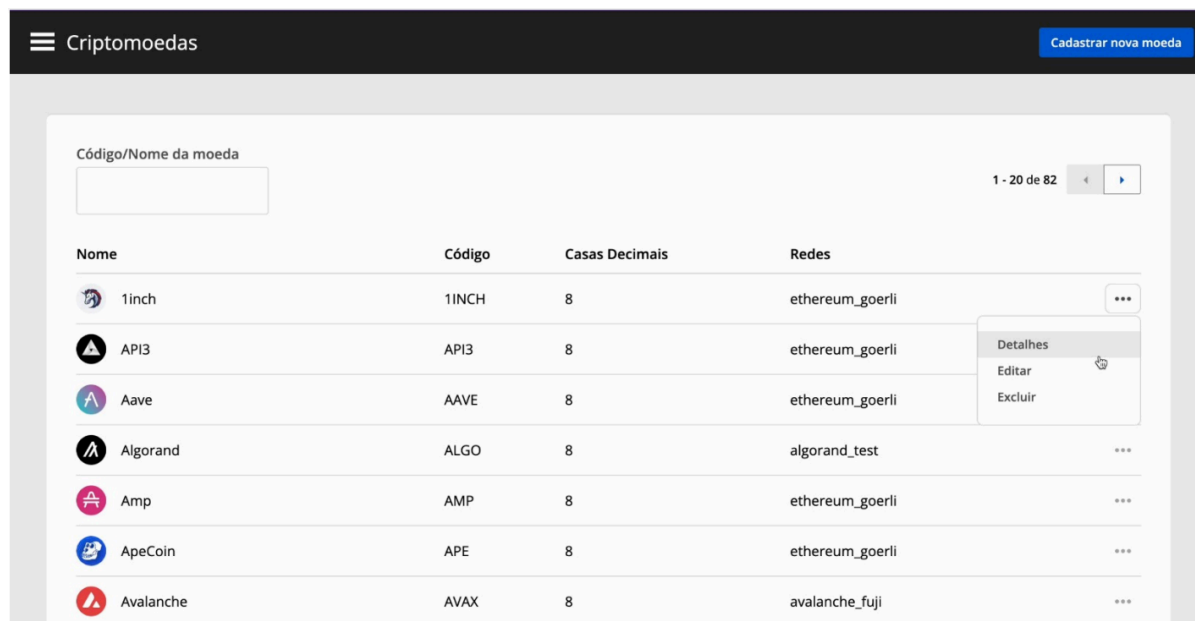 Criptomoedas
Cadastrar nova moeda
Código/Nome da moeda
1 - 20 de 82
Nome Código Casas Decimais Redes
1inch 1INCH 8 ethereum_goerli
API3 API3 8 ethereum_goerli
Detalhes
Editar
Aave AAVE 8 ethereum_goerli
Excluir
Algorand ALGO 8 algorand_test
Amp AMP 8 ethereum_goerli
ApeCoin APE 8 ethereum_goerli
Avalanche AVAX 8 avalanche_fuji